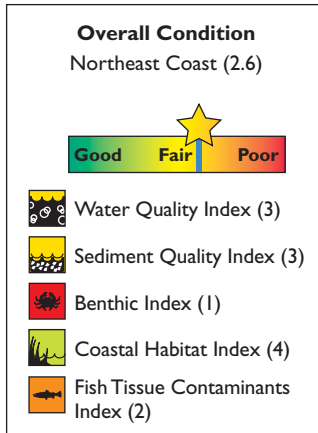 Overall Condition
Northeast Coast (2.6)
Good Fair Poor
Water Quality Index (3)
Sediment Quality Index (3)
Benthic Index (1)
Coastal Habitat Index (4)
Fish Tissue Contaminants
Index (2)